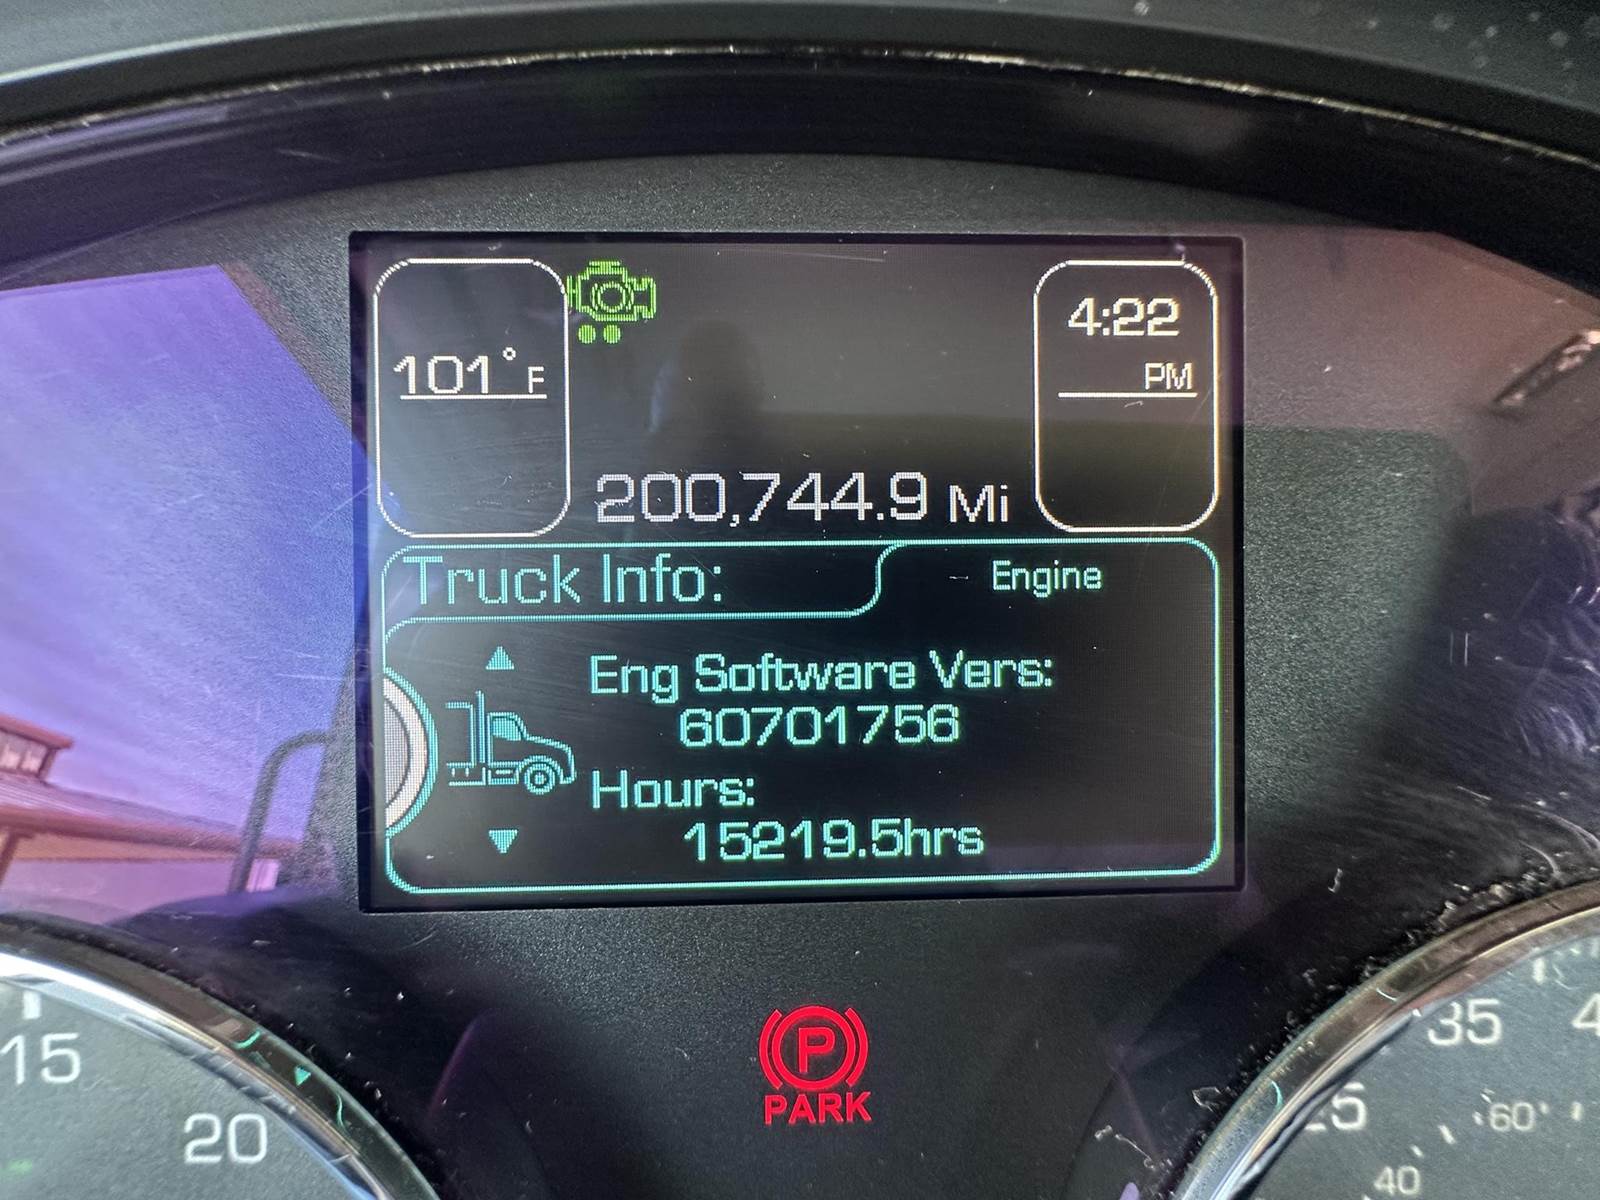 101°F
4:22
PM
200,744.9 Mi
Truck Info:
Engine
Eng Software Vers:
60701756
Hours:
15219.5hrs
P
PARK
15
20
35
25
60
40